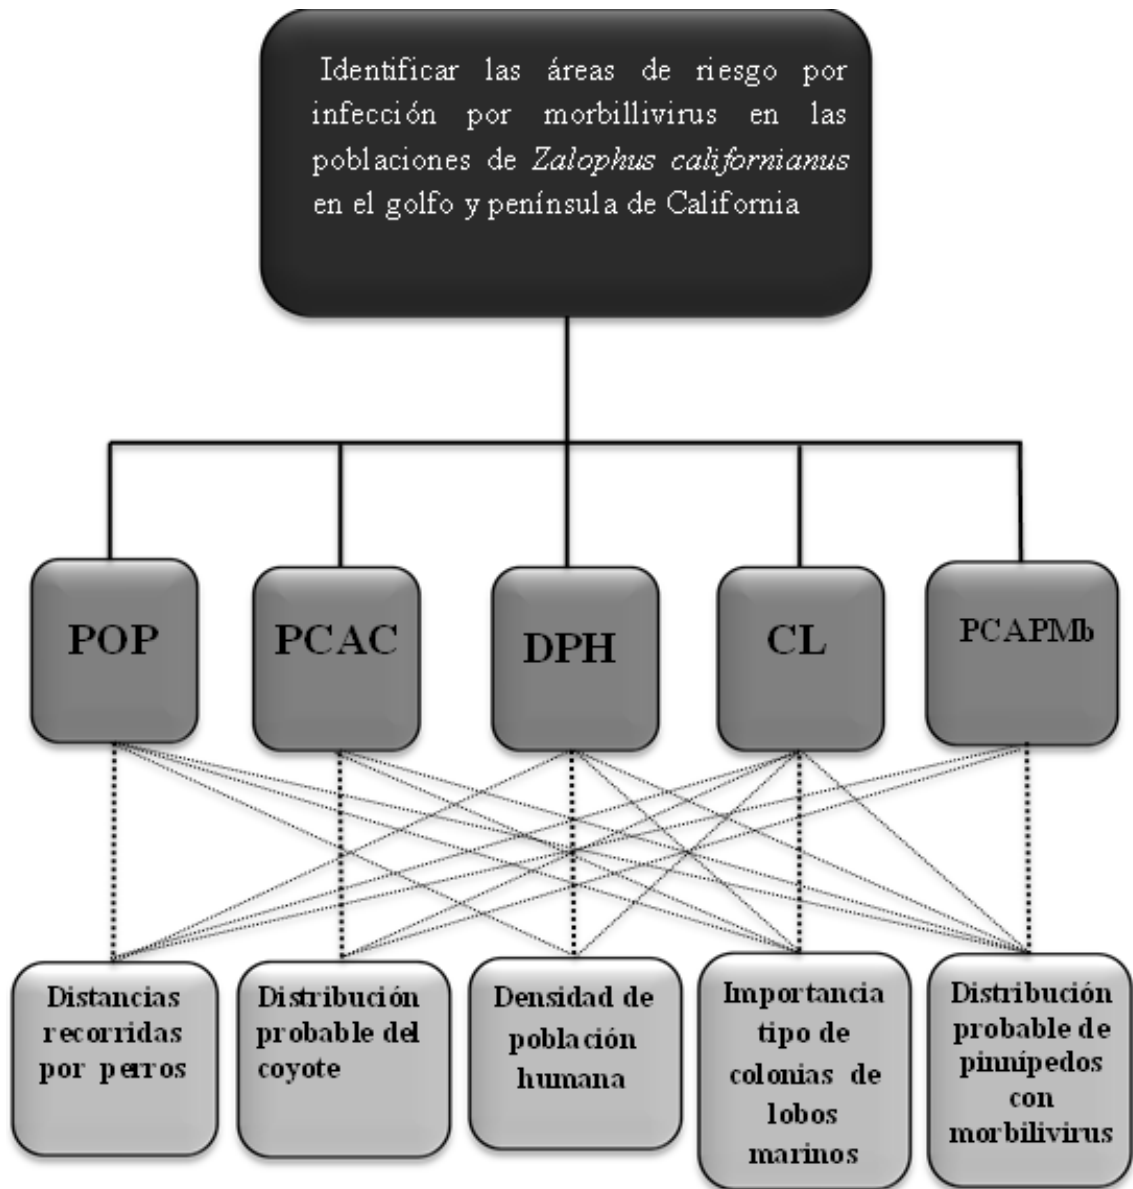 Identificar las áreas de riesgo por
infección por morbillivirus en las
poblaciones de Zalophus californianus
en el golfo y península de California
POP
PCAC
DPH
CL
PCAPMb
Distancias
recorridas
por perros
Distribución
probable del
coyote
Densidad de
población
humana
Importancia
tipo de
colonias de
lobos
marinos
Distribución
probable de
pinnípedos
con
morbilivirus